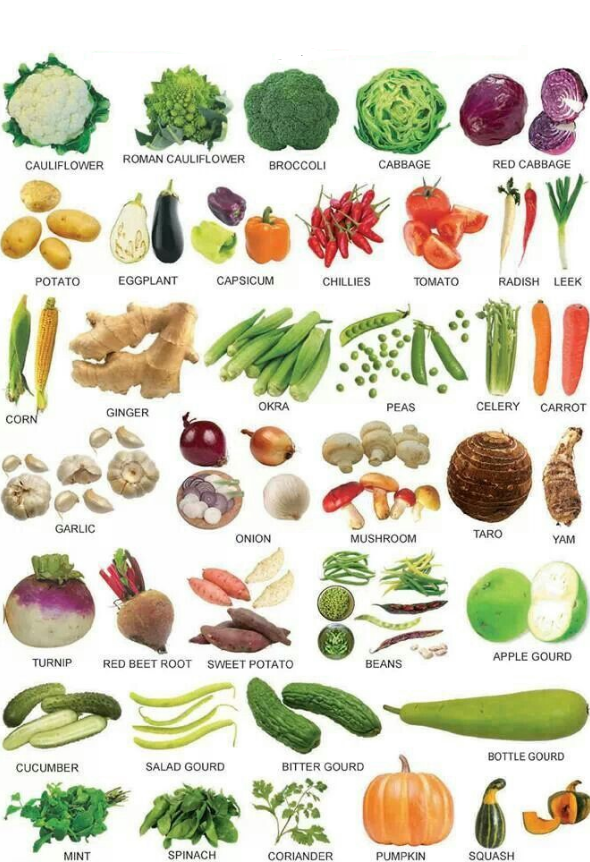 CAULIFLOWER
ROMAN CAULIFLOWER
BROCCOLI
CABBAGE
RED CABBAGE
POTATO
EGGPLANT
CAPSICUM
CHILLIES
TOMATO
RADISH
LEEK
CORN
GINGER
OKRA
PEAS
CELERY
CARROT
GARLIC
ONION
MUSHROOM
TARO
YAM
TURNIP
RED BEET ROOT
SWEET POTATO
BEANS
APPLE GOURD
CUCUMBER
SALAD GOURD
BITTER GOURD
BOTTLE GOURD
MINT
SPINACH
CORIANDER
PUMPKIN
SQUASH